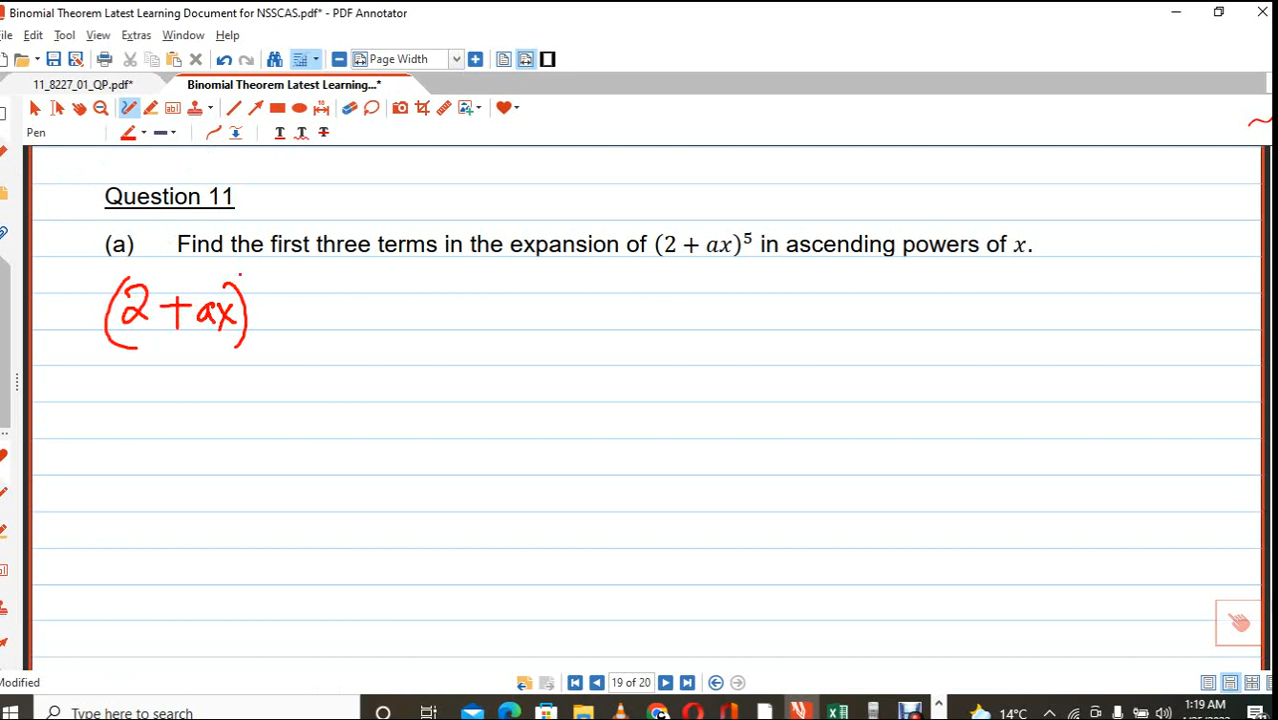 Binomial Theorem Latest Learning Document for NSSCAS.pdf* - PDF Annotator
ile Edit Tool View Extras Window Help
Page Width
11_8227_01_QP.pdf* Binomial Theorem Latest Learning...*
Pen
Question 11
(a) Find the first three terms in the expansion of (2 + ax)⁵ in ascending powers of x.
(2 + ax)
19 of 20
Modified
Type here to search
14°C
1:19 AM